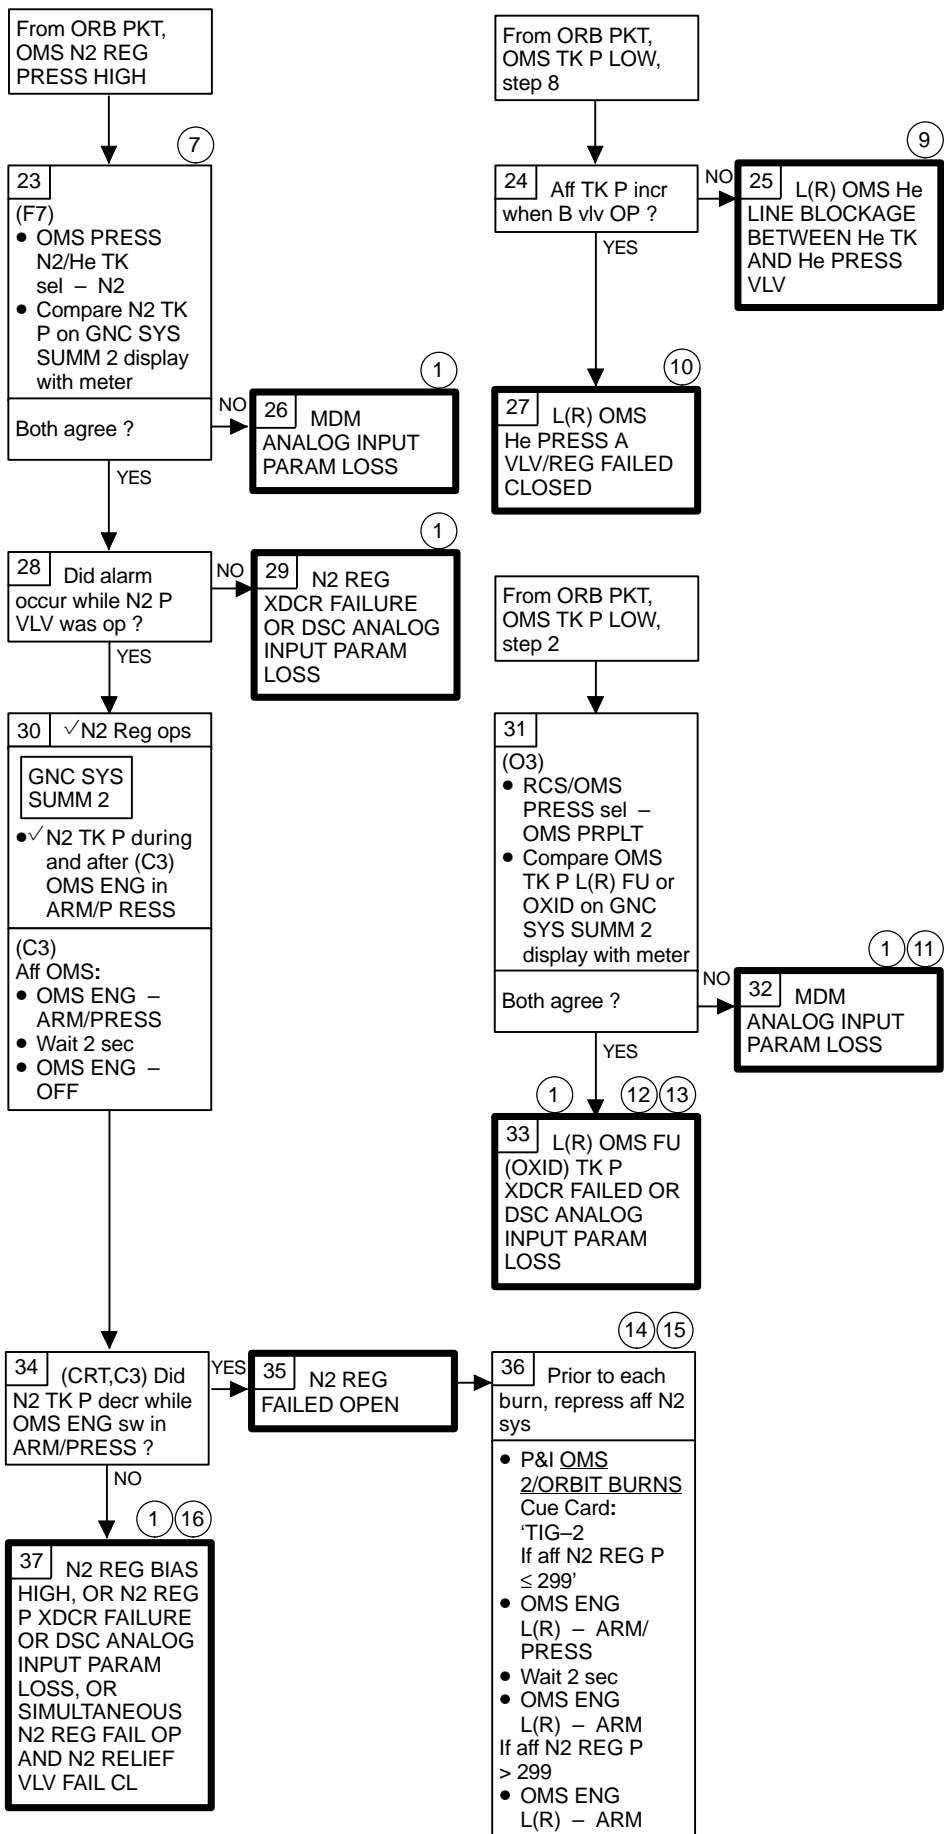 From ORB PKT,
OMS N2 REG
PRESS HIGH
7
23
(F7)
• OMS PRESS
N2/He TK
sel – N2
• Compare N2 TK
P on GNC SYS
SUMM 2 display
with meter
Both agree ?
NO
YES
1
26 MDM
ANALOG INPUT
PARAM LOSS
28 Did alarm
occur while N2 P
VLV was op ?
NO
YES
1
29 N2 REG
XDCR FAILURE
OR DSC ANALOG
INPUT PARAM
LOSS
30 √N2 Reg ops
GNC SYS
SUMM 2
•√N2 TK P during
and after (C3)
OMS ENG in
ARM/P RESS
(C3)
Aff OMS:
• OMS ENG –
ARM/PRESS
• Wait 2 sec
• OMS ENG –
OFF
34 (CRT,C3) Did
N2 TK P decr while
OMS ENG sw in
ARM/PRESS ?
YES
NO
35 N2 REG
FAILED OPEN
1 16
37 N2 REG BIAS
HIGH, OR N2 REG
P XDCR FAILURE
OR DSC ANALOG
INPUT PARAM
LOSS, OR
SIMULTANEOUS
N2 REG FAIL OP
AND N2 RELIEF
VLV FAIL CL
From ORB PKT,
OMS TK P LOW,
step 8
24 Aff TK P incr
when B vlv OP ?
NO
YES
9
25 L(R) OMS He
LINE BLOCKAGE
BETWEEN He TK
AND He PRESS
VLV
10
27 L(R) OMS
He PRESS A
VLV/REG FAILED
CLOSED
From ORB PKT,
OMS TK P LOW,
step 2
31
(O3)
• RCS/OMS
PRESS sel –
OMS PRPLT
• Compare OMS
TK P L(R) FU or
OXID on GNC
SYS SUMM 2
display with meter
Both agree ?
NO
YES
1 11
32 MDM
ANALOG INPUT
PARAM LOSS
1 12 13
33 L(R) OMS FU
(OXID) TK P
XDCR FAILED OR
DSC ANALOG
INPUT PARAM
LOSS
14 15
36 Prior to each
burn, repress aff N2
sys
• P&I OMS
2/ORBIT BURNS
Cue Card:
‘TIG–2
If aff N2 REG P
≤ 299’
• OMS ENG
L(R) – ARM/
PRESS
• Wait 2 sec
• OMS ENG
L(R) – ARM
If aff N2 REG P
> 299
• OMS ENG
L(R) – ARM